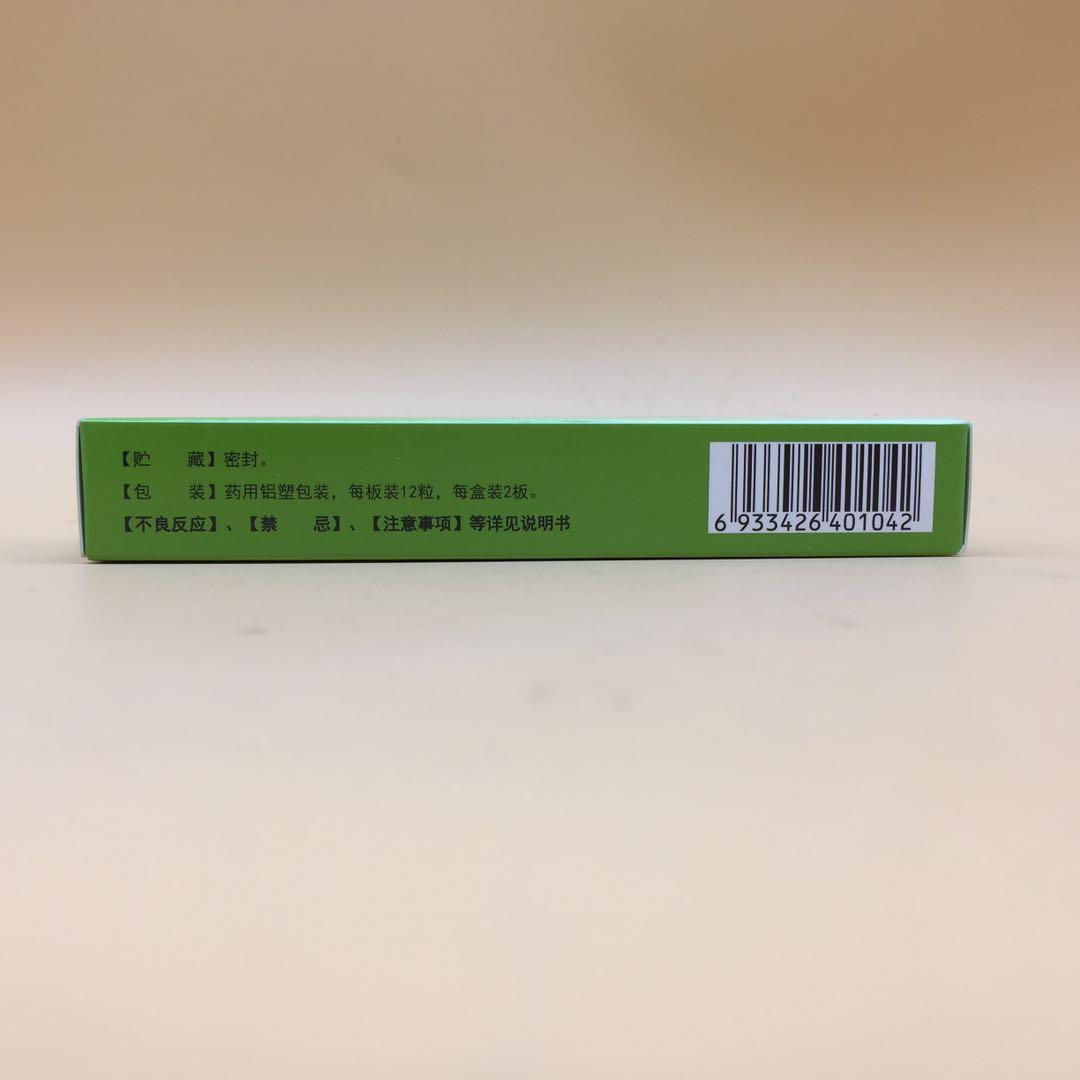 【贮　　藏】密封。
【包　　装】药用铝塑包装，每板装12粒，每盒装2板。
【不良反应】、【禁　　忌】、【注意事项】等详见说明书
6 933426 401042